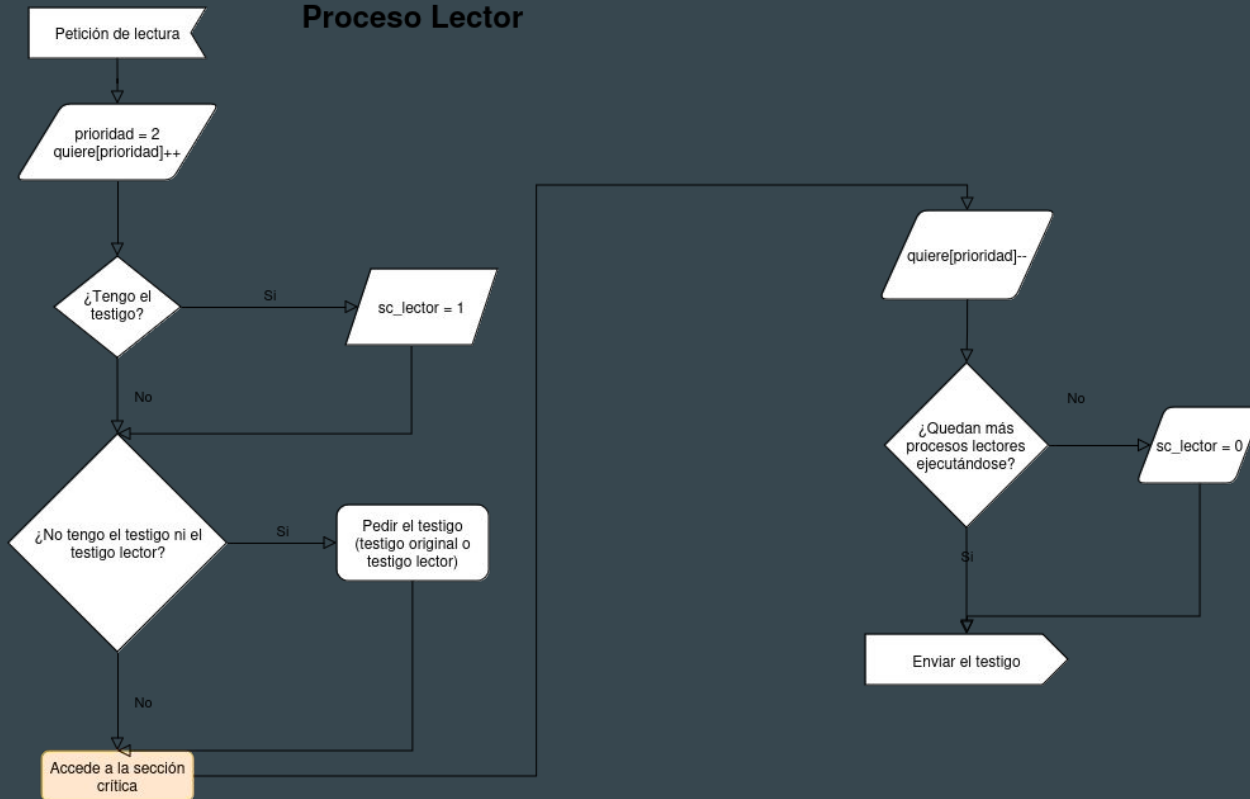 Proceso Lector
Petición de lectura
prioridad = 2
quiere[prioridad]++
¿Tengo el
testigo?
Si
sc_lector = 1
No
¿No tengo el testigo ni el
testigo lector?
Si
Pedir el testigo
(testigo original o
testigo lector)
No
Accede a la sección
crítica
quiere[prioridad]--
¿Quedan más
procesos lectores
ejecutándose?
No
sc_lector = 0
Si
Enviar el testigo